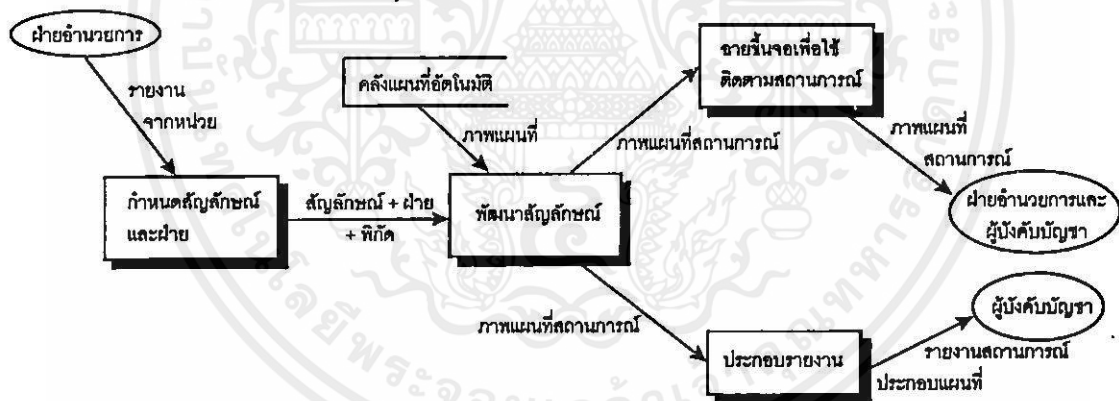 ฝ่ายอำนวยการ
รายงาน
จากหน่วย
คลังแผนที่อัตโนมัติ
ภาพแผนที่
ฉายขึ้นจอเพื่อใช้
ติดตามสถานการณ์
ภาพแผนที่สถานการณ์
ภาพแผนที่
สถานการณ์
กำหนดสัญลักษณ์
และฝ่าย
สัญลักษณ์ + ฝ่าย
+ พิกัด
พัฒนาสัญลักษณ์
ฝ่ายอำนวยการและ
ผู้บังคับบัญชา
ภาพแผนที่สถานการณ์
ประกอบรายงาน
ผู้บังคับบัญชา
รายงานสถานการณ์
ประกอบแผนที่